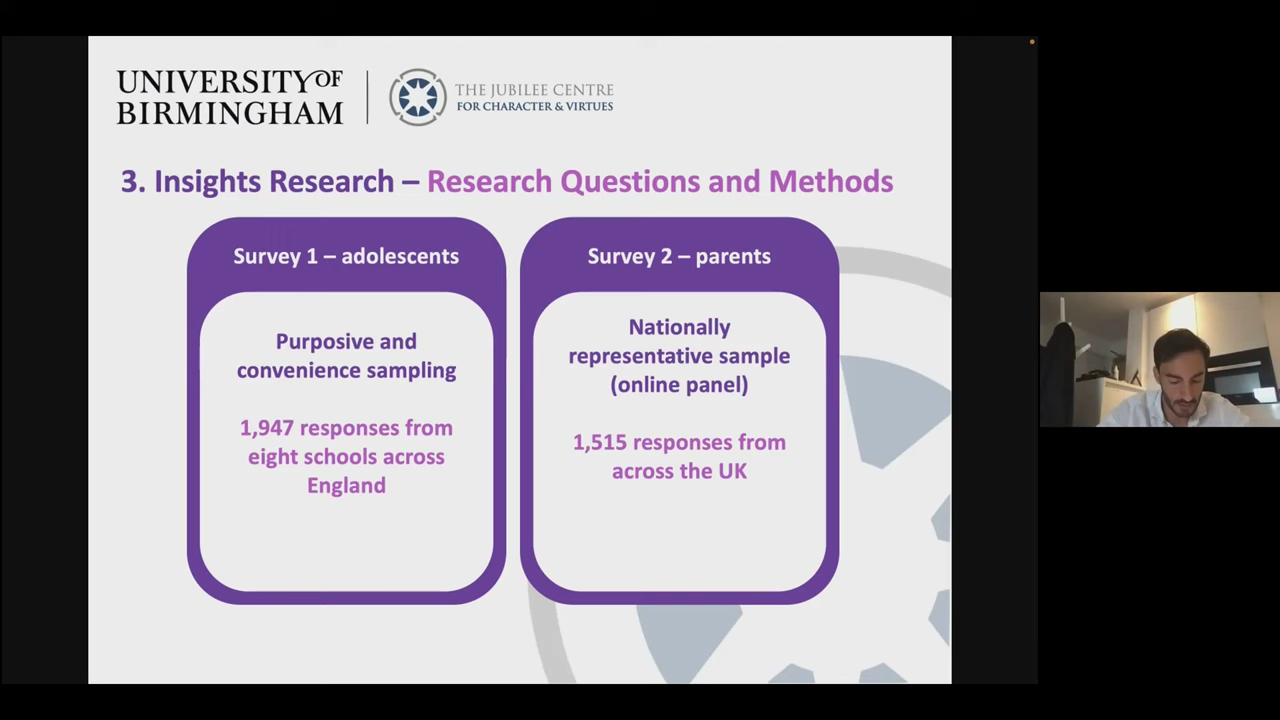 UNIVERSITY OF
BIRMINGHAM
THE JUBILEE CENTRE
FOR CHARACTER & VIRTUES
3. Insights Research – Research Questions and Methods
Survey 1 – adolescents
Purposive and
convenience sampling
1,947 responses from
eight schools across
England
Survey 2 – parents
Nationally
representative sample
(online panel)
1,515 responses from
across the UK